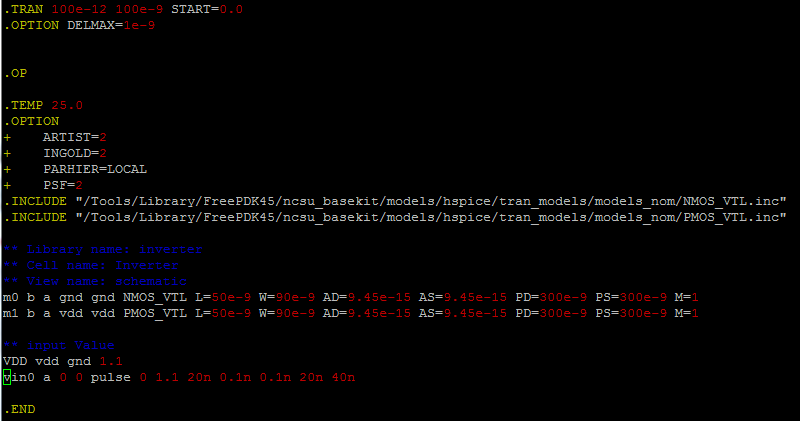 .TRAN 100e-12 100e-9 START=0.0
.OPTION DELMAX=1e-9
.OP
.TEMP 25.0
.OPTION
+    ARTIST=2
+    INGOLD=2
+    PARHIER=LOCAL
+    PSF=2
.INCLUDE "/Tools/Library/FreePDK45/ncsu_basekit/models/hspice/tran_models/models_nom/NMOS_VTL.inc"
.INCLUDE "/Tools/Library/FreePDK45/ncsu_basekit/models/hspice/tran_models/models_nom/PMOS_VTL.inc"
** Library name: inverter
** Cell name: Inverter
** View name: schematic
m0 b a gnd gnd NMOS_VTL L=50e-9 W=90e-9 AD=9.45e-15 AS=9.45e-15 PD=300e-9 PS=300e-9 M=1
m1 b a vdd vdd PMOS_VTL L=50e-9 W=90e-9 AD=9.45e-15 AS=9.45e-15 PD=300e-9 PS=300e-9 M=1
** input Value
VDD vdd gnd 1.1
vin0 a 0 0 pulse 0 1.1 20n 0.1n 0.1n 20n 40n
.END